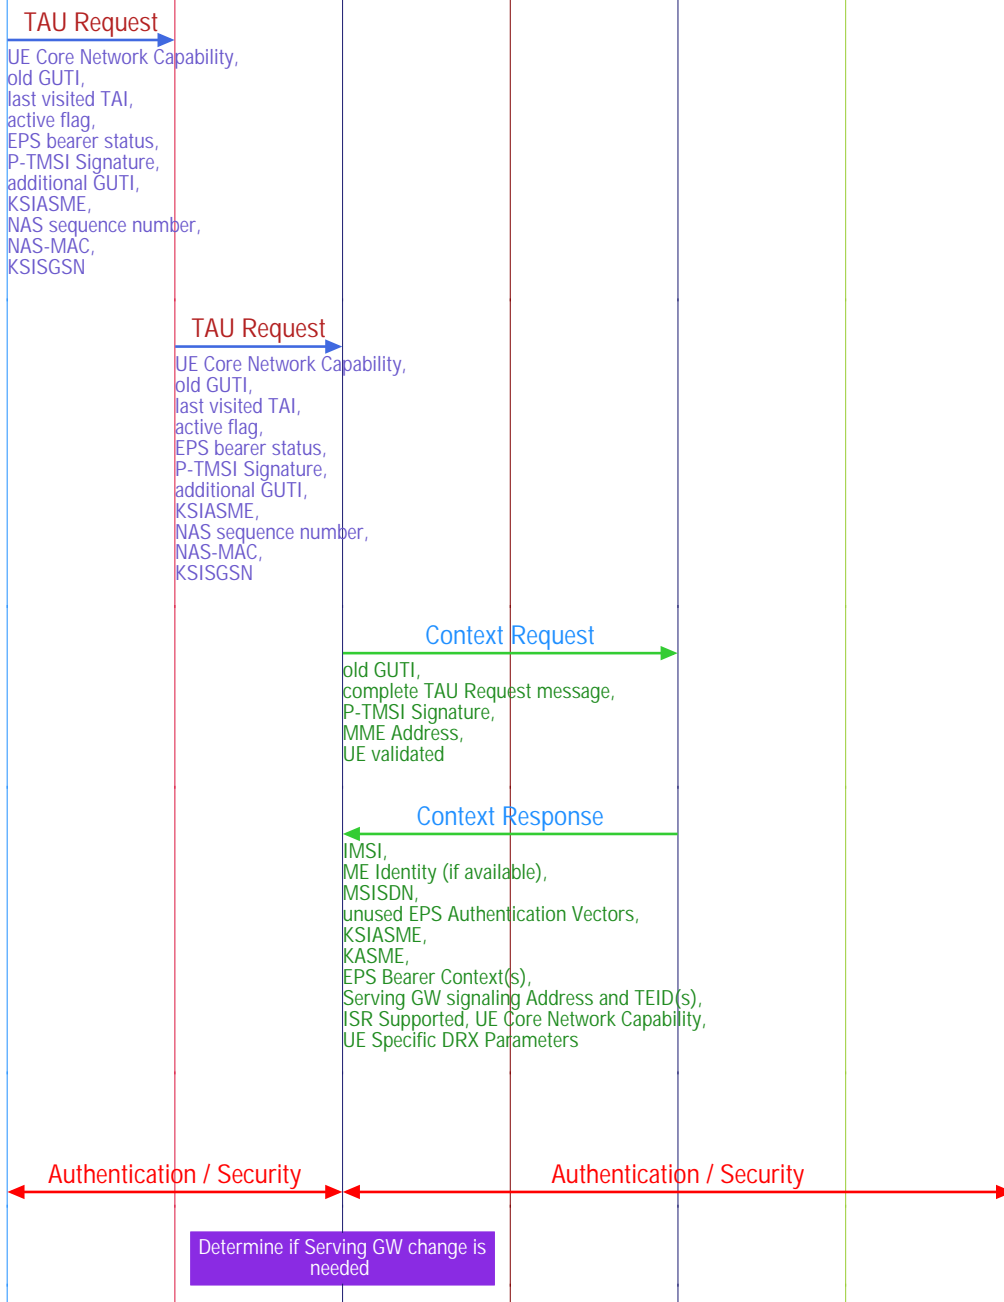 TAU Request
UE Core Network Capability,
old GUTI,
last visited TAI,
active flag,
EPS bearer status,
P-TMSI Signature,
additional GUTI,
KSIASME,
NAS sequence number,
NAS-MAC,
KSISGSN
TAU Request
UE Core Network Capability,
old GUTI,
last visited TAI,
active flag,
EPS bearer status,
P-TMSI Signature,
additional GUTI,
KSIASME,
NAS sequence number,
NAS-MAC,
KSISGSN
Context Request
old GUTI,
complete TAU Request message,
P-TMSI Signature,
MME Address,
UE validated
Context Response
IMSI,
ME Identity (if available),
MSISDN,
unused EPS Authentication Vectors,
KSIASME,
KASME,
EPS Bearer Context(s),
Serving GW signaling Address and TEID(s),
ISR Supported, UE Core Network Capability,
UE Specific DRX Parameters
Authentication / Security
Authentication / Security
Determine if Serving GW change is
needed